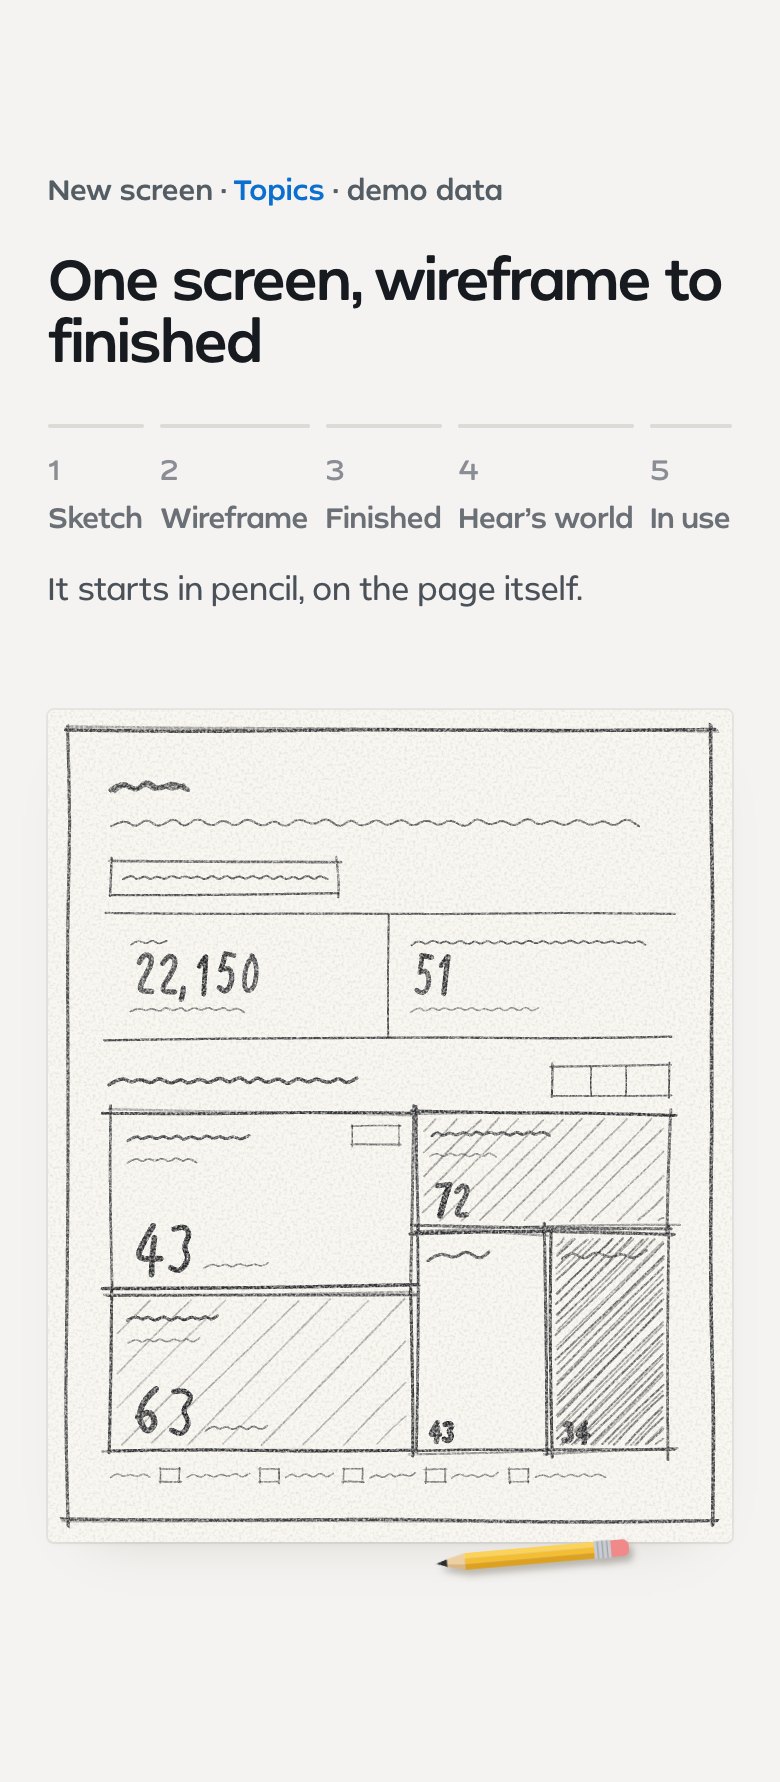 New screen · Topics · demo data
One screen, wireframe to
finished
1 2 3 4 5
Sketch Wireframe Finished Hear’s world In use
It starts in pencil, on the page itself.
22,150 51
72
43
63
43 34